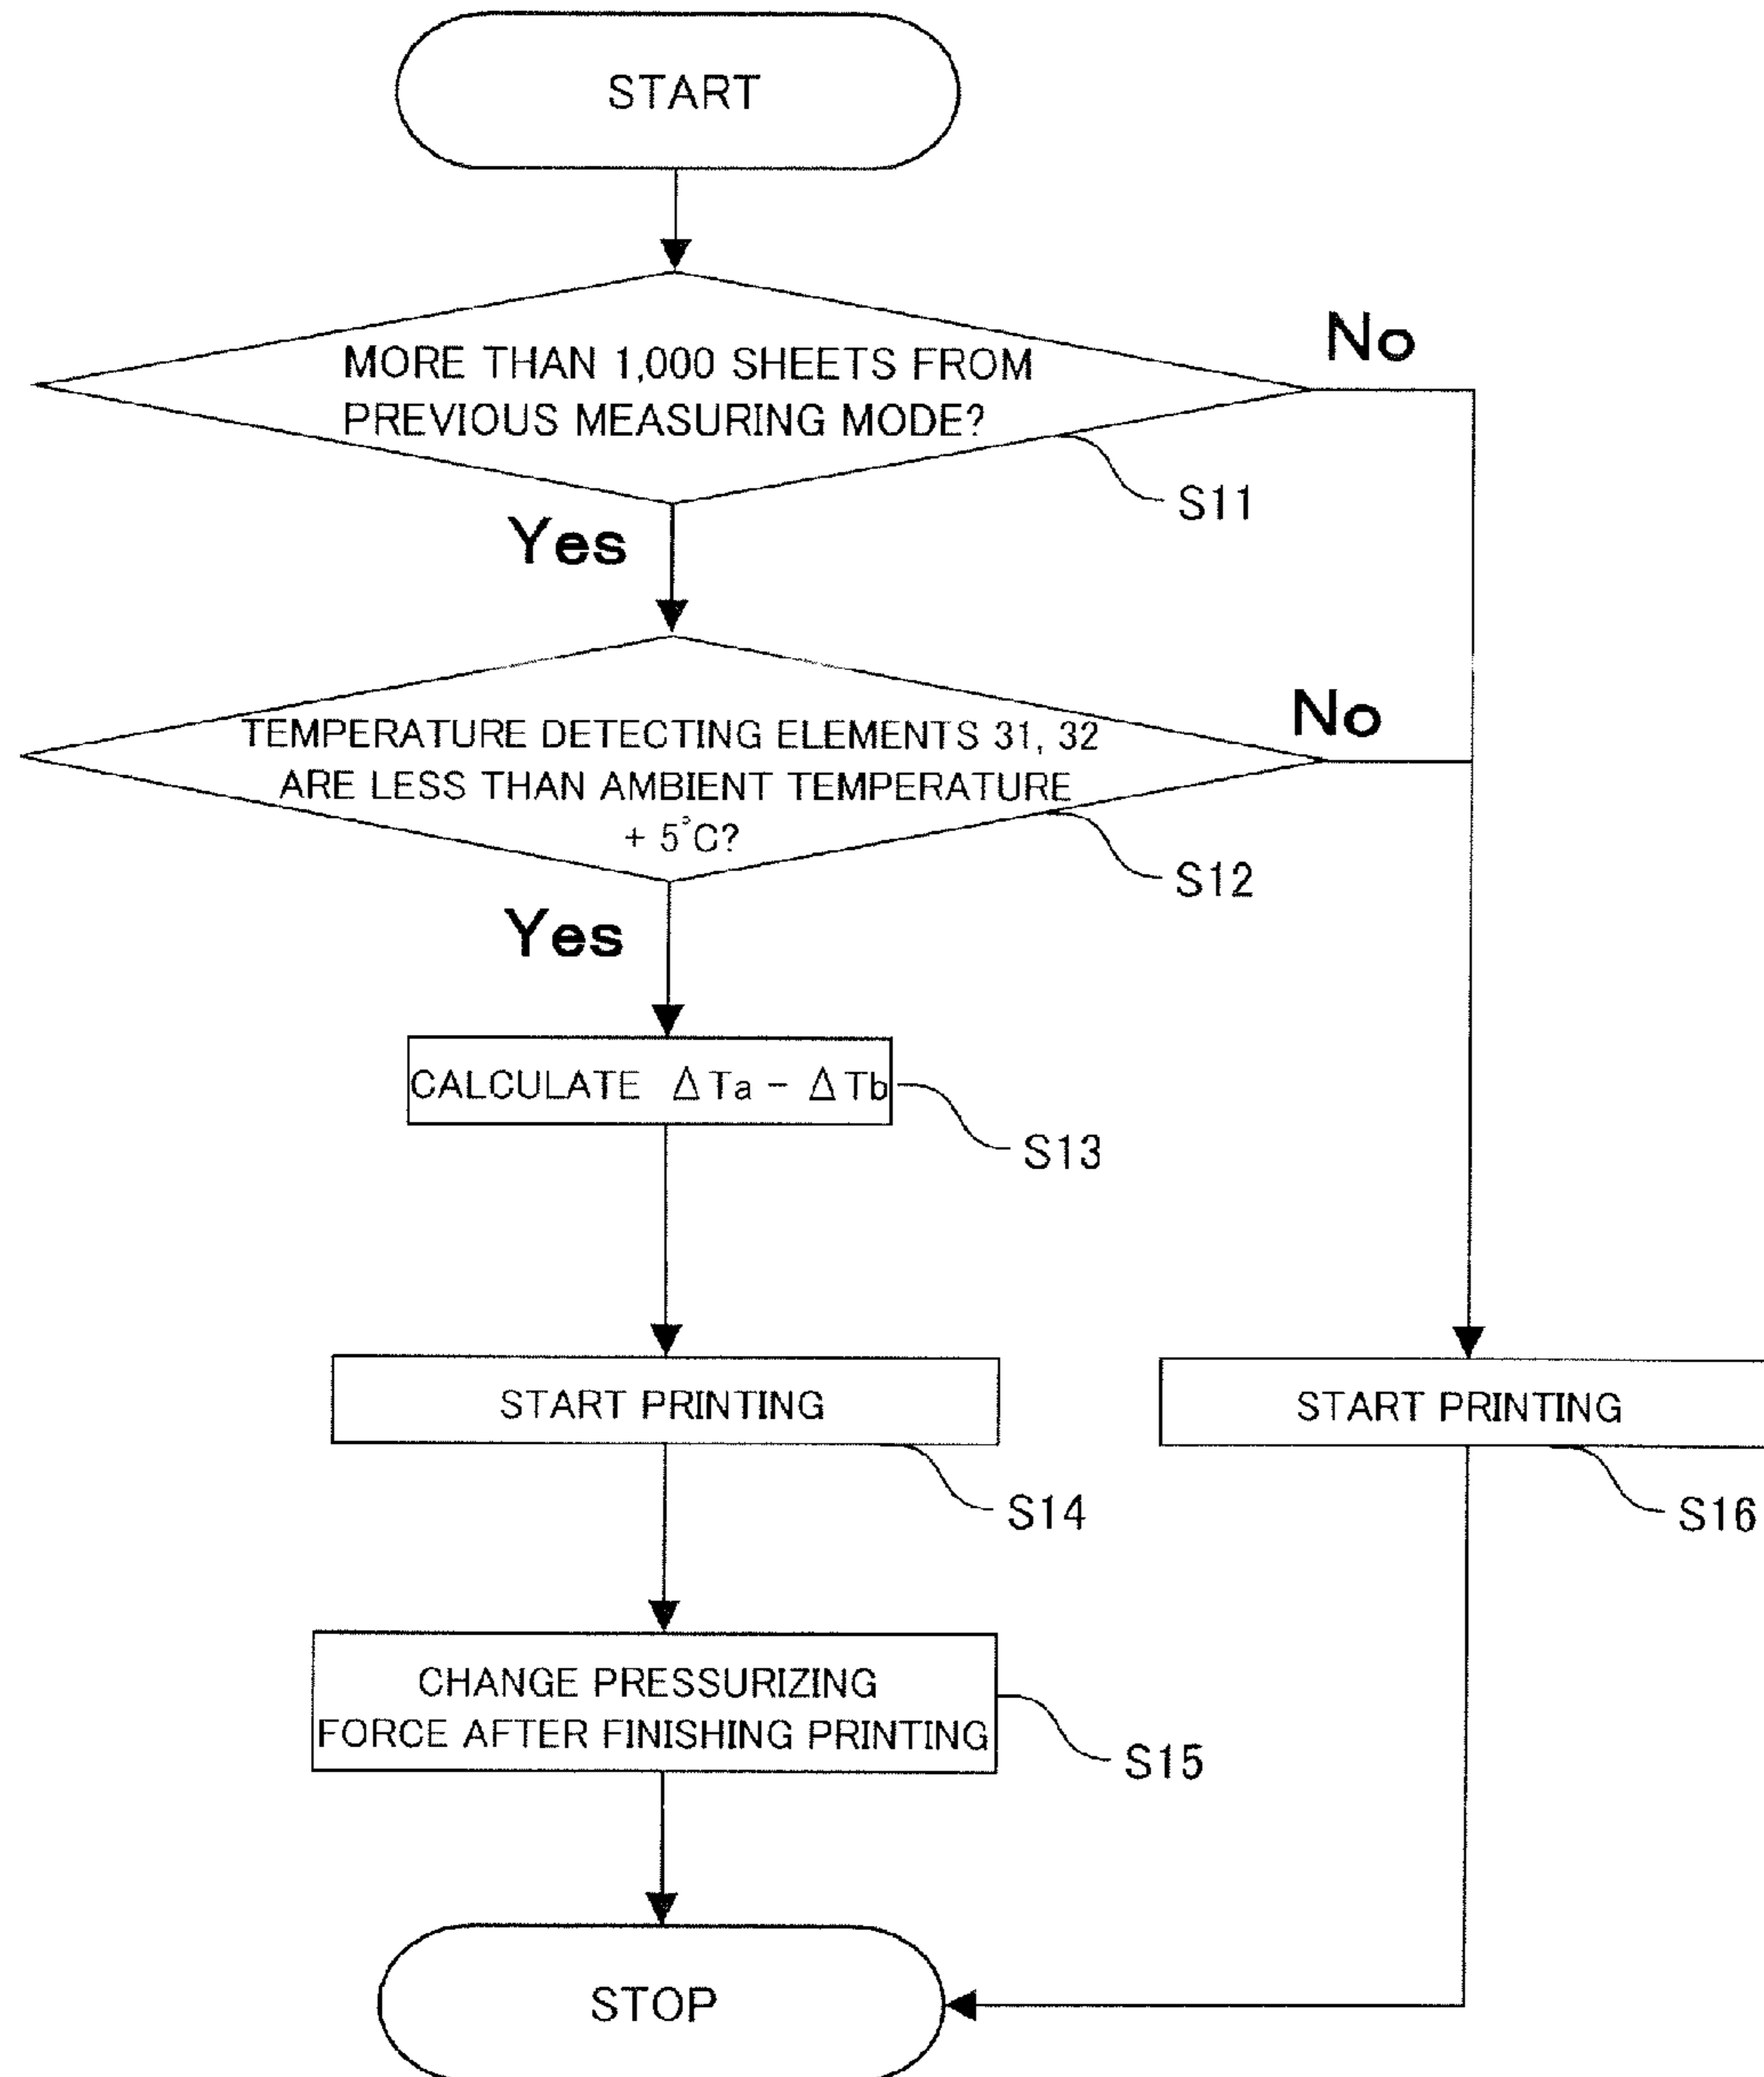 START
MORE THAN 1,000 SHEETS FROM
PREVIOUS MEASURING MODE?
No
S11
Yes
TEMPERATURE DETECTING ELEMENTS 31, 32
ARE LESS THAN AMBIENT TEMPERATURE
+ 5°C?
No
S12
Yes
CALCULATE ΔTa - ΔTb
S13
START PRINTING
S14
START PRINTING
S16
CHANGE PRESSURIZING
FORCE AFTER FINISHING PRINTING
S15
STOP